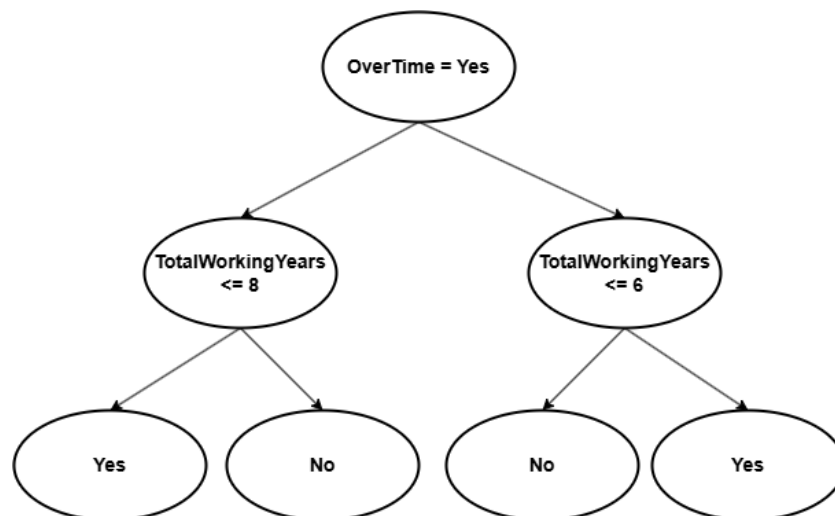 OverTime = Yes
TotalWorkingYears
<= 8
TotalWorkingYears
<= 6
Yes
No
No
Yes